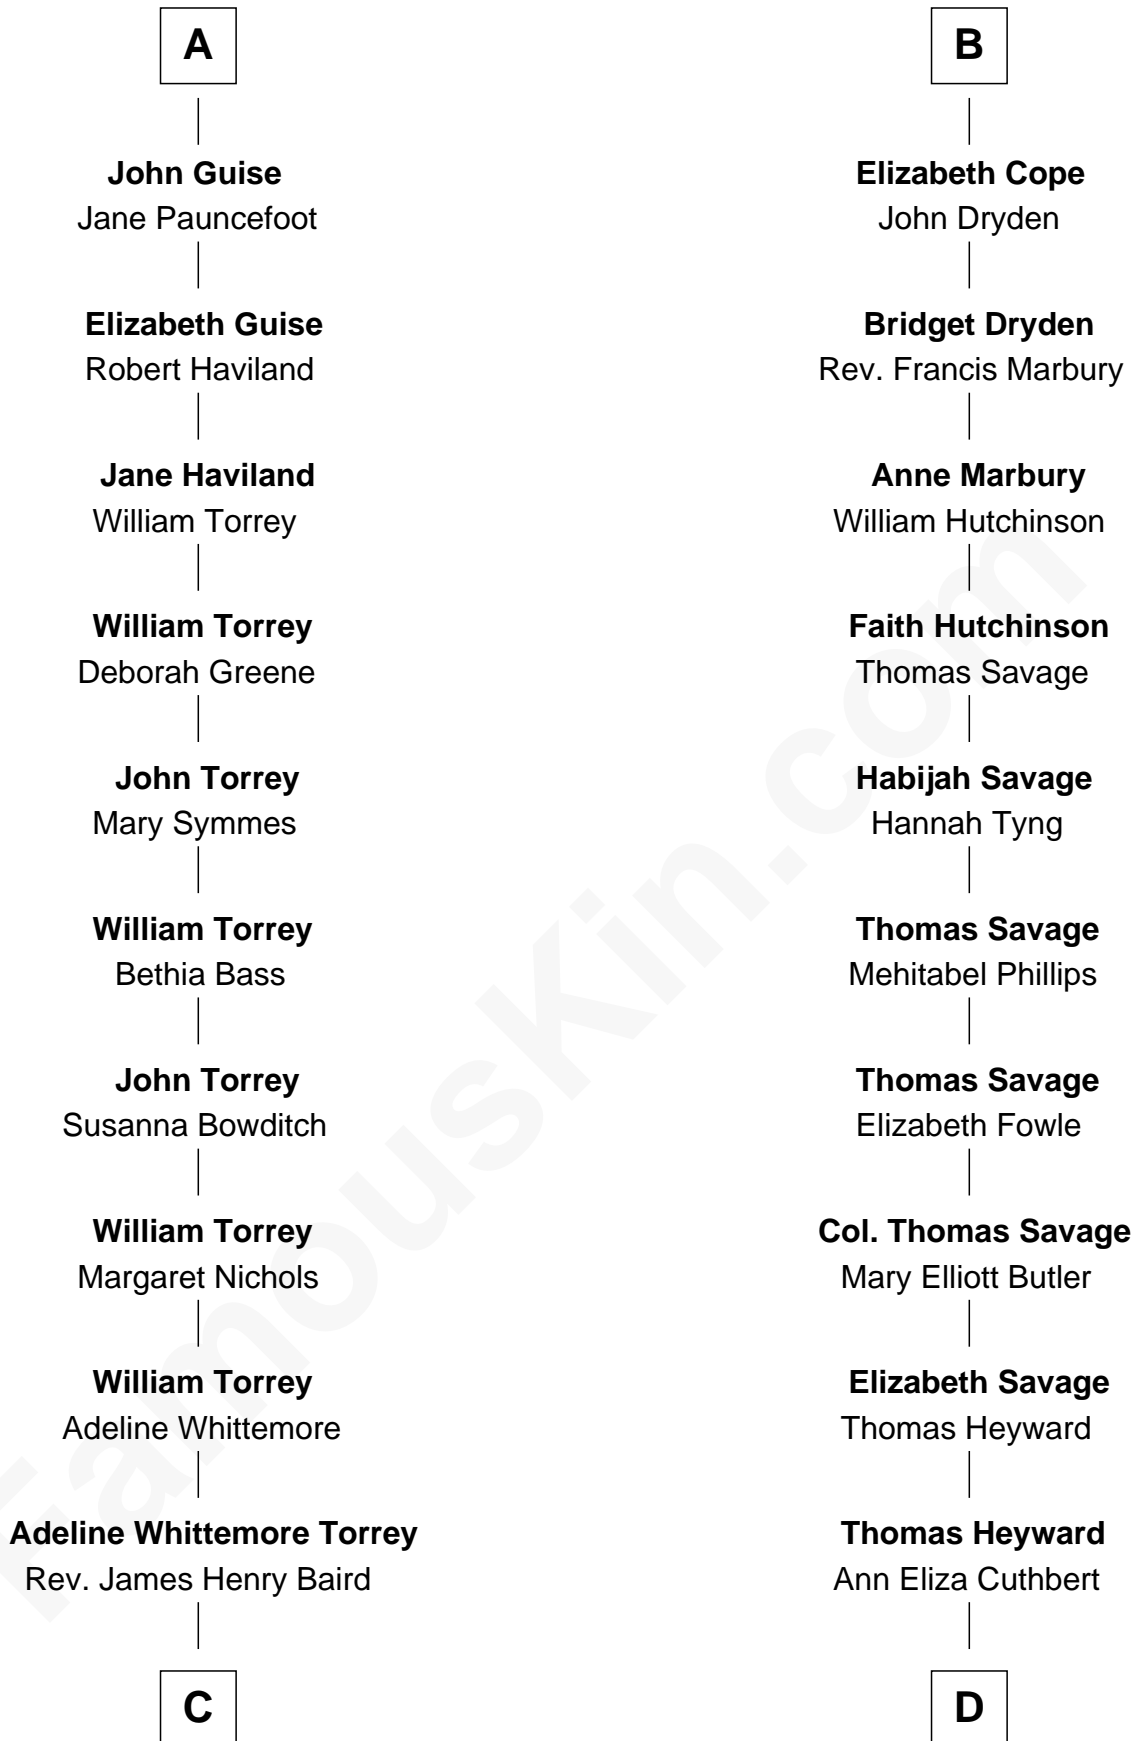 A
John Guise
Jane Pauncefoot
Elizabeth Guise
Robert Haviland
Jane Haviland
William Torrey
William Torrey
Deborah Greene
John Torrey
Mary Symmes
William Torrey
Bethia Bass
John Torrey
Susanna Bowditch
William Torrey
Margaret Nichols
William Torrey
Adeline Whittemore
Adeline Whittemore Torrey
Rev. James Henry Baird
C
B
Elizabeth Cope
John Dryden
Bridget Dryden
Rev. Francis Marbury
Anne Marbury
William Hutchinson
Faith Hutchinson
Thomas Savage
Habijah Savage
Hannah Tyng
Thomas Savage
Mehitabel Phillips
Thomas Savage
Elizabeth Fowle
Col. Thomas Savage
Mary Elliott Butler
Elizabeth Savage
Thomas Heyward
Thomas Heyward
Ann Eliza Cuthbert
D
FamousKin.com